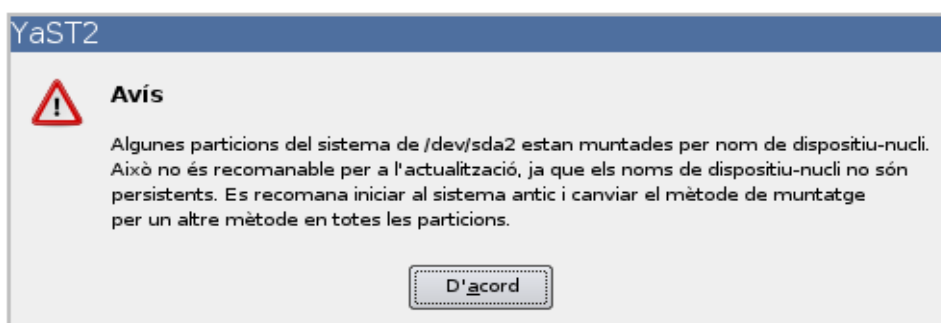 YaST2
Avís
Algunes particions del sistema de /dev/sda2 estan muntades per nom de dispositiu-nucli.
Això no és recomanable per a l'actualització, ja que els noms de dispositiu-nucli no són
persistents. Es recomana iniciar al sistema antic i canviar el mètode de muntatge
per un altre mètode en totes les particions.
D'acord